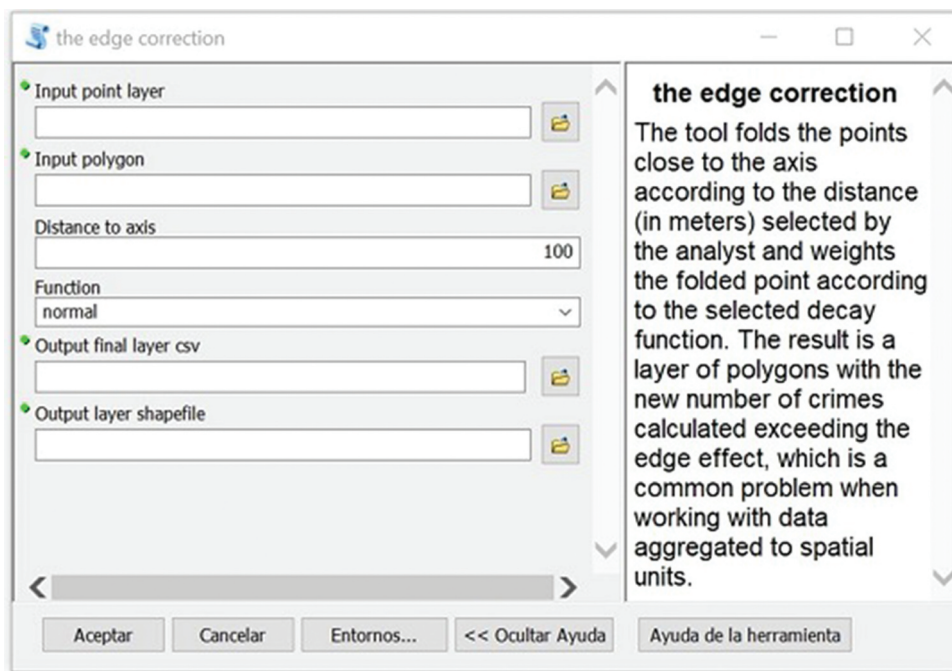 the edge correction
Input point layer
Input polygon
Distance to axis
100
Function
normal
Output final layer csv
Output layer shapefile
the edge correction
The tool folds the points
close to the axis
according to the distance
(in meters) selected by
the analyst and weights
the folded point according
to the selected decay
function. The result is a
layer of polygons with the
new number of crimes
calculated exceeding the
edge effect, which is a
common problem when
working with data
aggregated to spatial
units.
Aceptar
Cancelar
Entornos...
<< Ocultar Ayuda
Ayuda de la herramienta